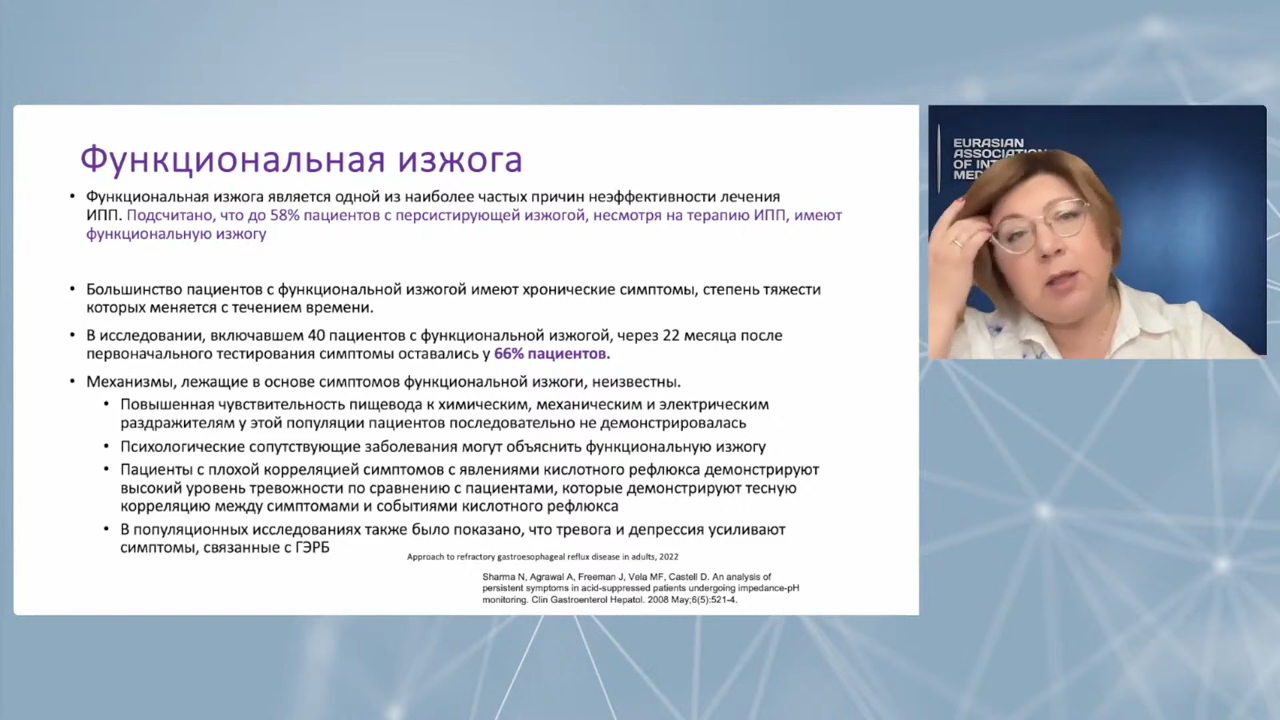 Функциональная изжога
• Функциональная изжога является одной из наиболее частых причин неэффективности лечения
ИПП. Подсчитано, что до 58% пациентов с персистирующей изжогой, несмотря на терапию ИПП, имеют
функциональную изжогу
• Большинство пациентов с функциональной изжогой имеют хронические симптомы, степень тяжести
которых меняется с течением времени.
• В исследовании, включавшем 40 пациентов с функциональной изжогой, через 22 месяца после
первоначального тестирования симптомы оставались у 66% пациентов.
• Механизмы, лежащие в основе симптомов функциональной изжоги, неизвестны.
• Повышенная чувствительность пищевода к химическим, механическим и электрическим
раздражителям у этой популяции пациентов последовательно не демонстрировалась
• Психологические сопутствующие заболевания могут объяснить функциональную изжогу
• Пациенты с плохой корреляцией симптомов с явлениями кислотного рефлюкса демонстрируют
высокий уровень тревожности по сравнению с пациентами, которые демонстрируют тесную
корреляцию между симптомами и событиями кислотного рефлюкса
• В популяционных исследованиях также было показано, что тревога и депрессия усиливают
симптомы, связанные с ГЭРБ
Approach to refractory gastroesophageal reflux disease in adults, 2022
Sharma N, Agrawal A, Freeman J, Vela MF, Castell D. An analysis of
persistent symptoms in acid-suppressed patients undergoing impedance-pH
monitoring. Clin Gastroenterol Hepatol. 2008 May;6(5):521-4.
EURASIAN
ASSOCIATION
OF